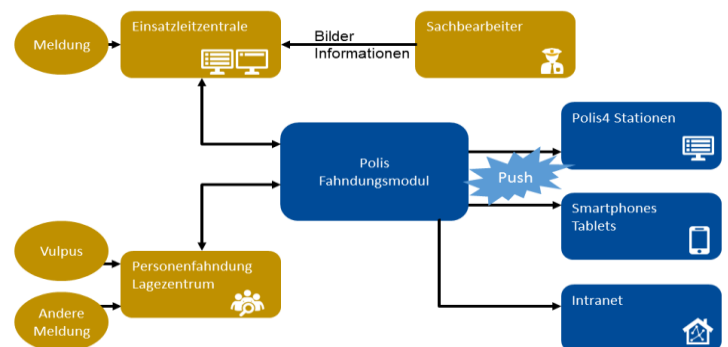 Meldung
Einsatzleitzentrale
Bilder
Informationen
Sachbearbeiter
Polis
Fahndungsmodul
Push
Polis4 Stationen
Smartphones
Tablets
Intranet
Vulpus
Andere
Meldung
Personenfahndung
Lagezentrum